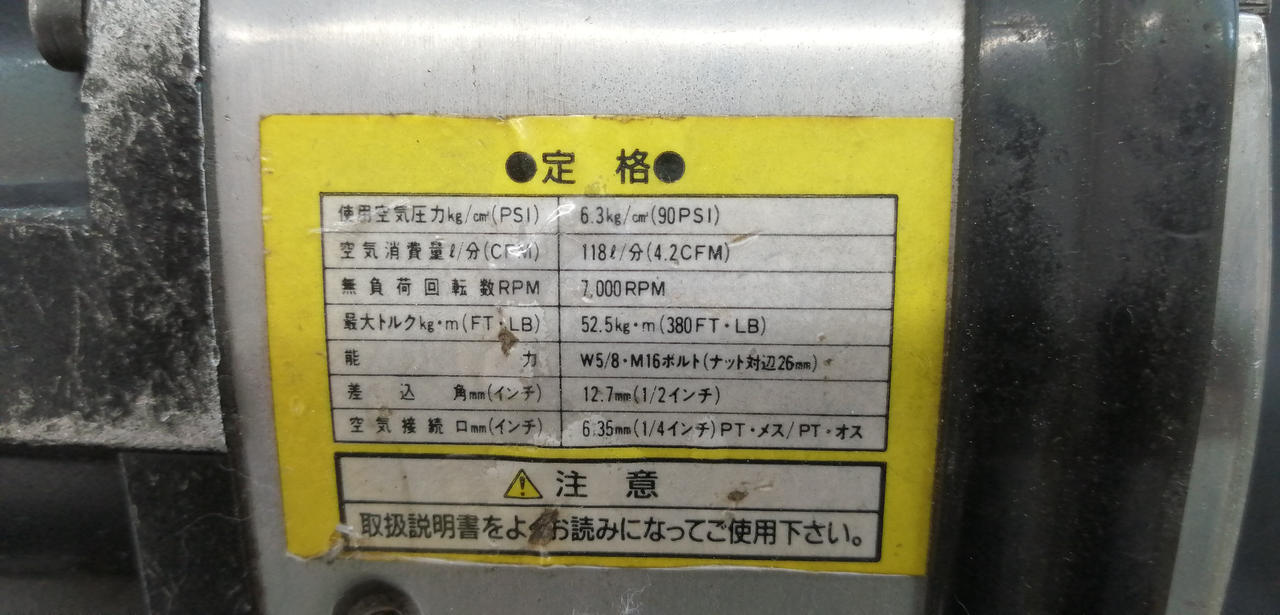 ●定 格●
使用空気圧力kg/cm²(PSI) 6.3kg/cm²(90PSI)
空気消費量ℓ/分(CFM) 118ℓ/分(4.2CFM)
無負荷回転数RPM 7,000RPM
最大トルクkg・m(FT・LB) 52.5kg・m(380FT・LB)
能 力 W5/8・M16ボルト(ナット対辺26mm)
差込角mm(インチ) 12.7mm(1/2インチ)
空気接続口mm(インチ) 6.35mm(1/4インチ)PT・メス/PT・オス
注 意
取扱説明書をよくお読みになってご使用下さい。